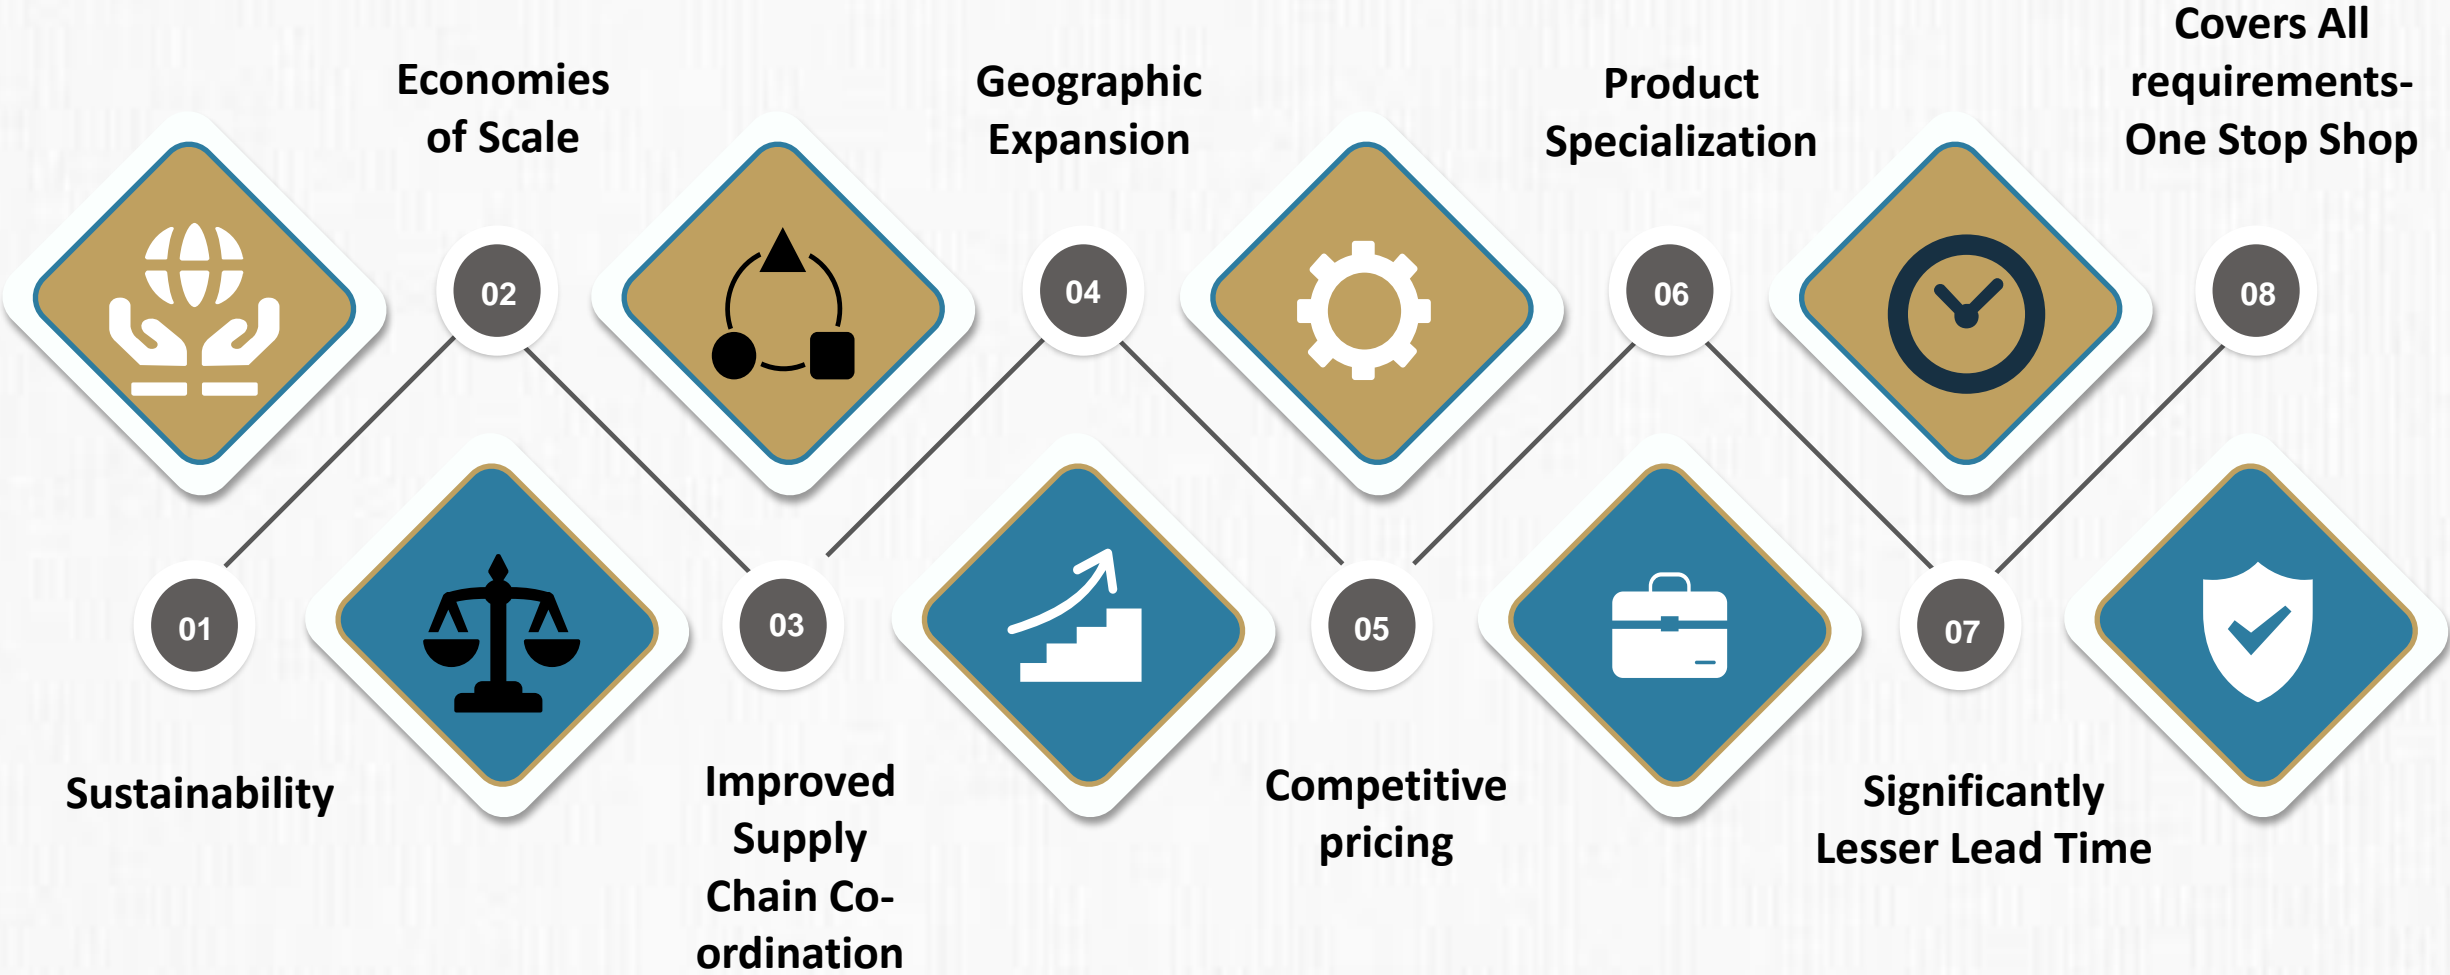 01
Sustainability
02
Economies
of Scale
03
Improved
Supply
Chain Co-
ordination
04
Geographic
Expansion
05
Competitive
pricing
06
Product
Specialization
07
Significantly
Lesser Lead Time
08
Covers All
requirements-
One Stop Shop